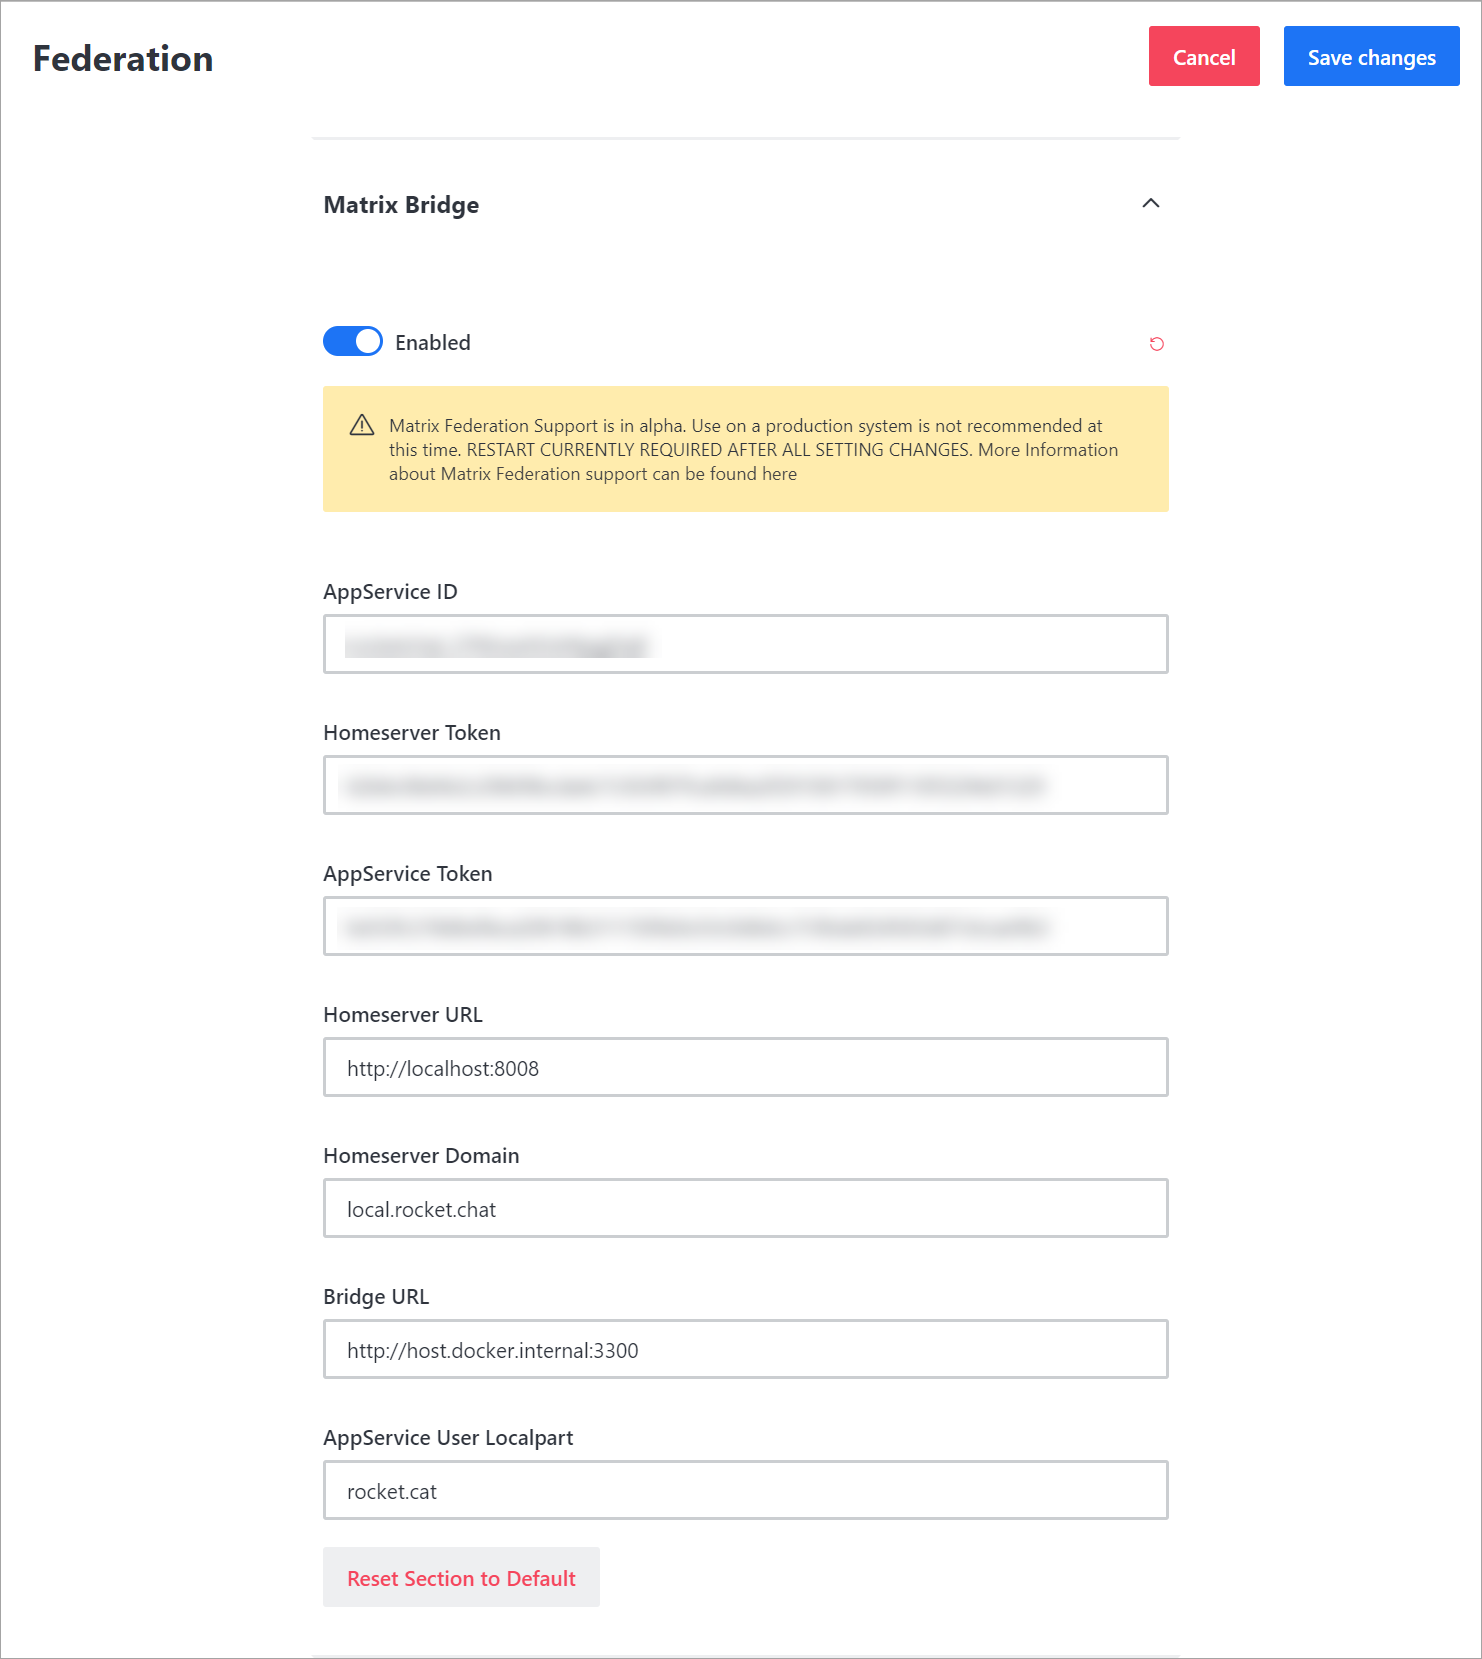 Federation
Cancel
Save changes
Matrix Bridge
Enabled
Matrix Federation Support is in alpha. Use on a production system is not recommended at
this time. RESTART CURRENTLY REQUIRED AFTER ALL SETTING CHANGES. More Information
about Matrix Federation support can be found here
AppService ID
Homeserver Token
AppService Token
Homeserver URL
http://localhost:8008
Homeserver Domain
local.rocket.chat
Bridge URL
http://host.docker.internal:3300
AppService User Localpart
rocket.cat
Reset Section to Default